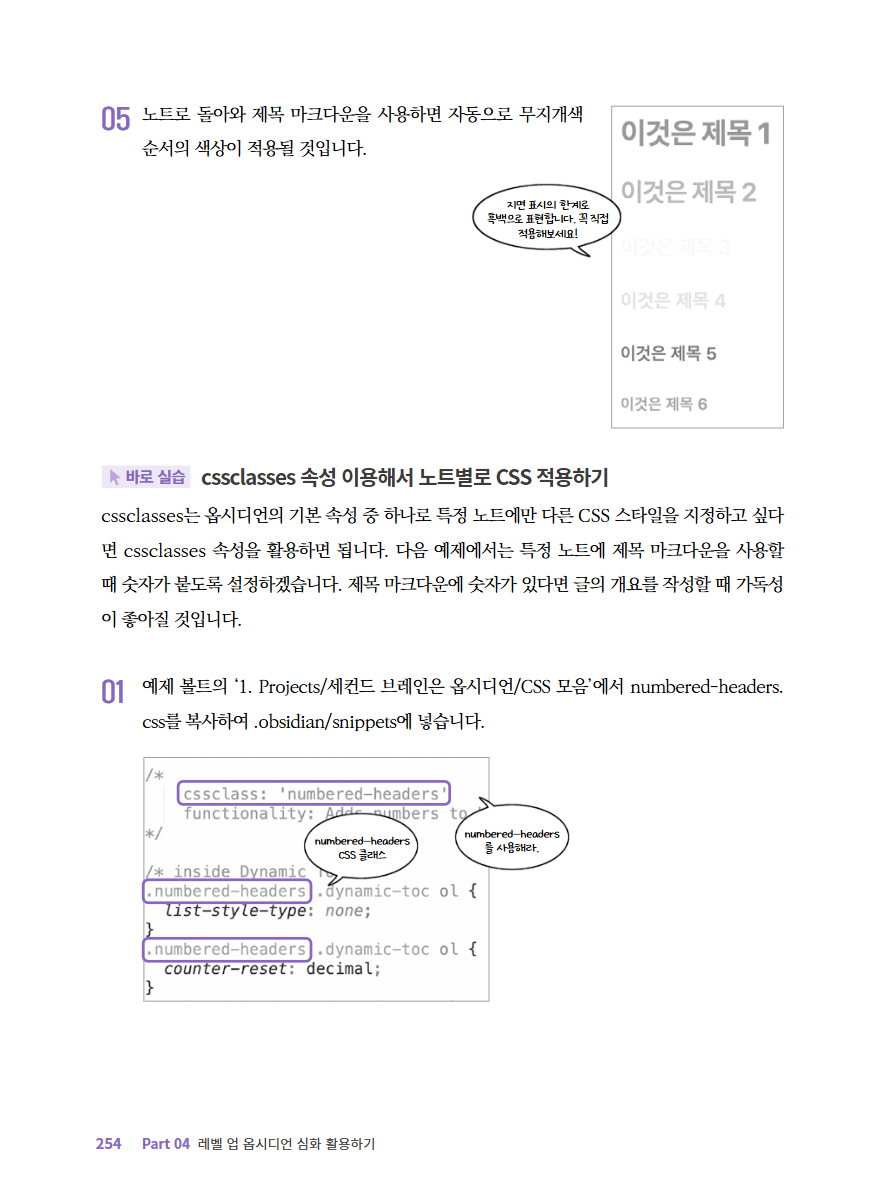 05 노트로 돌아와 제목 마크다운을 사용하면 자동으로 무지개색
순서의 색상이 적용될 것입니다.
지면 표시의 한계로
흑백으로 표현합니다. 꼭 직접
적용해보세요!
이것은 제목 1
이것은 제목 2
이것은 제목 3
이것은 제목 4
이것은 제목 5
이것은 제목 6
바로 실습 cssclasses 속성 이용해서 노트별로 CSS 적용하기
cssclasses는 옵시디언의 기본 속성 중 하나로 특정 노트에만 다른 CSS 스타일을 지정하고 싶다
면 cssclasses 속성을 활용하면 됩니다. 다음 예제에서는 특정 노트에 제목 마크다운을 사용할
때 숫자가 붙도록 설정하겠습니다. 제목 마크다운에 숫자가 있다면 글의 개요를 작성할 때 가독성
이 좋아질 것입니다.
01 예제 볼트의 ‘1. Projects/세컨드 브레인은 옵시디언/CSS 모음’에서 numbered-headers.
css를 복사하여 .obsidian/snippets에 넣습니다.
/*
cssclass: 'numbered-headers'
functionality: Adds numbers to
*/
numbered-headers
CSS 클래스
numbered-headers
를 사용해라.
/* inside Dynamic
.numbered-headers .dynamic-toc ol {
list-style-type: none;
}
.numbered-headers .dynamic-toc ol {
counter-reset: decimal;
}
254 Part 04 레벨 업 옵시디언 심화 활용하기